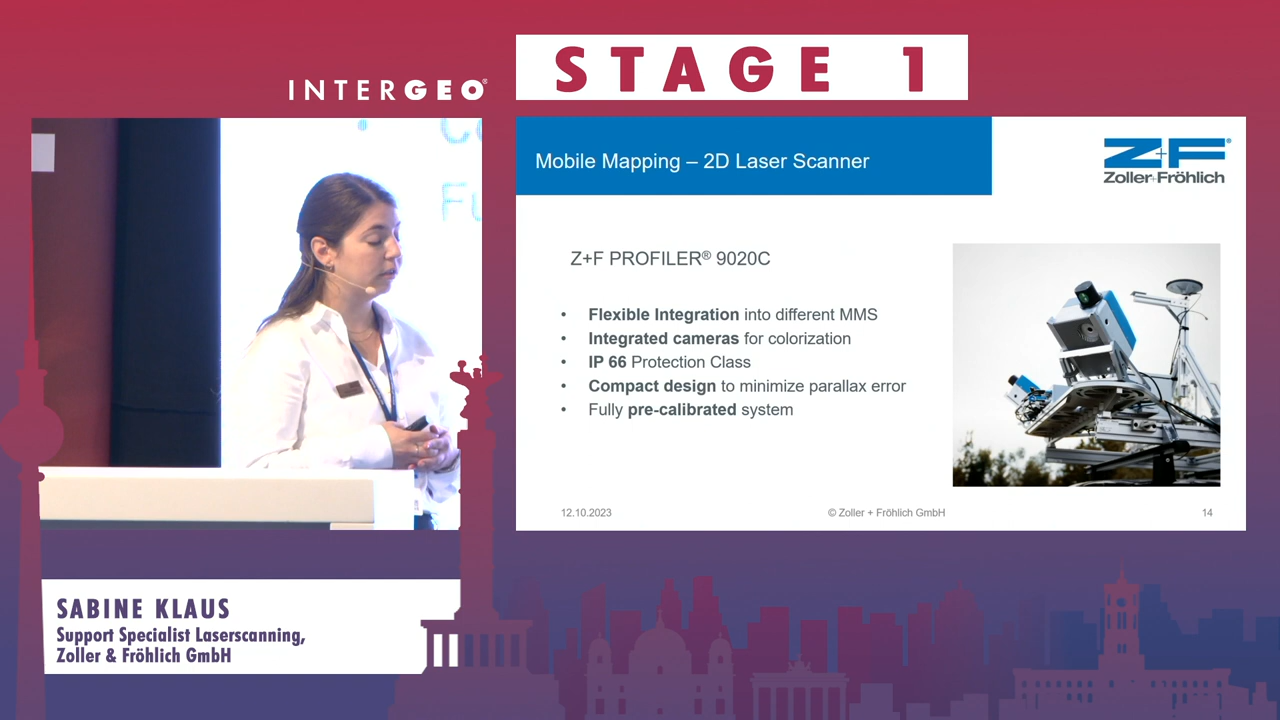 INTERGEO®
STAGE 1
Mobile Mapping – 2D Laser Scanner
Z+F®
Zoller+Fröhlich
Z+F PROFILER® 9020C
• Flexible Integration into different MMS
• Integrated cameras for colorization
• IP 66 Protection Class
• Compact design to minimize parallax error
• Fully pre-calibrated system
12.10.2023
© Zoller + Fröhlich GmbH
14
SABINE KLAUS
Support Specialist Laserscanning,
Zoller & Fröhlich GmbH